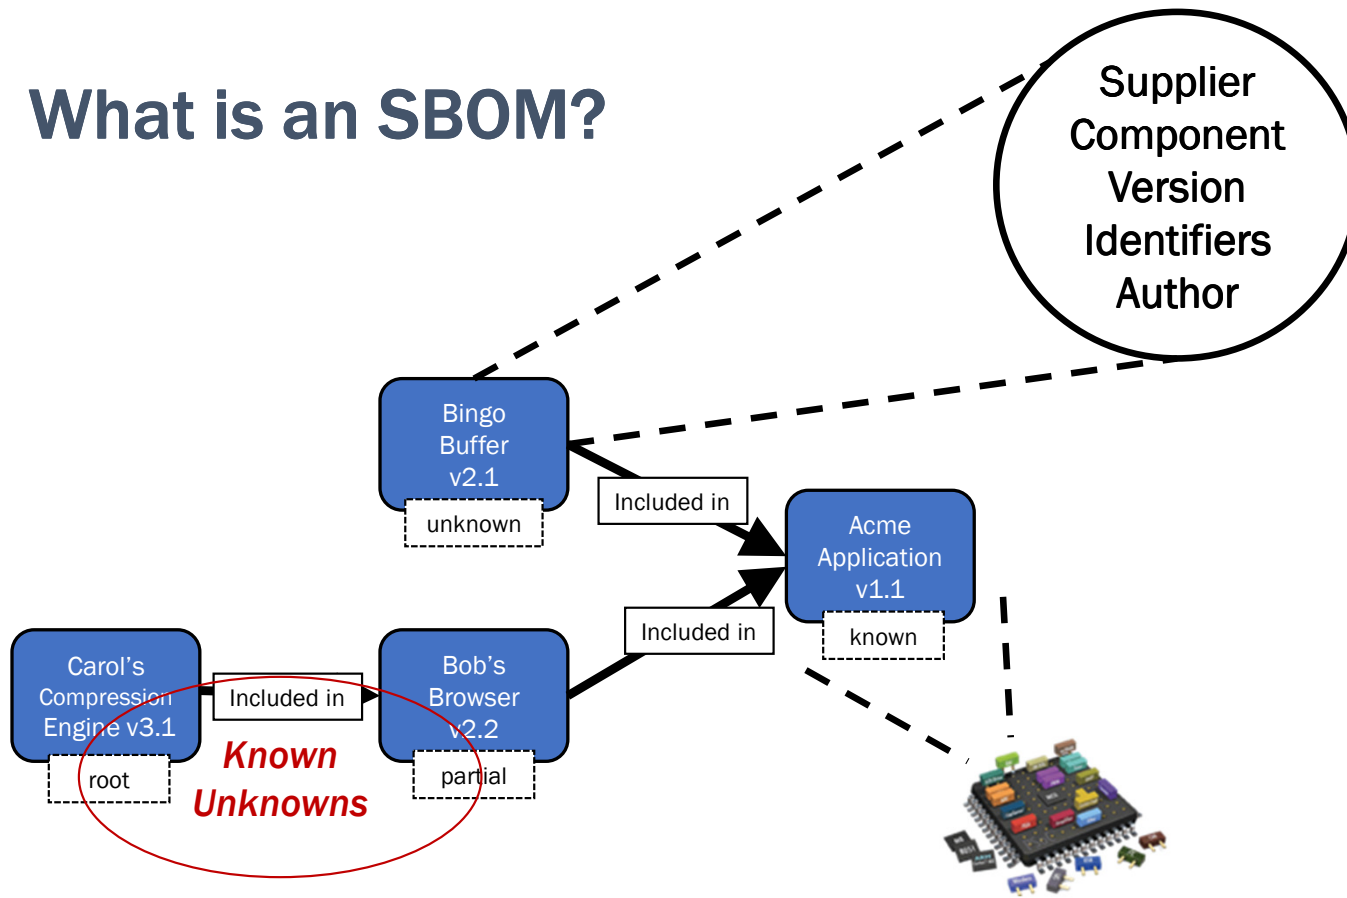 What is an SBOM?
Supplier
Component
Version
Identifiers
Author
Bingo
Buffer
v2.1
unknown
Included in
Acme
Application
v1.1
known
Included in
Carol's
Compression
Engine v3.1
root
Included in
Bob's
Browser
v2.2
partial
Known
Unknowns